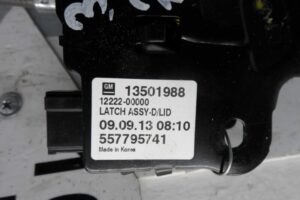 GM 13501988
12222-00000
LATCH ASSY-D/LID
09.09.13 08:10
557795741
Made in Korea